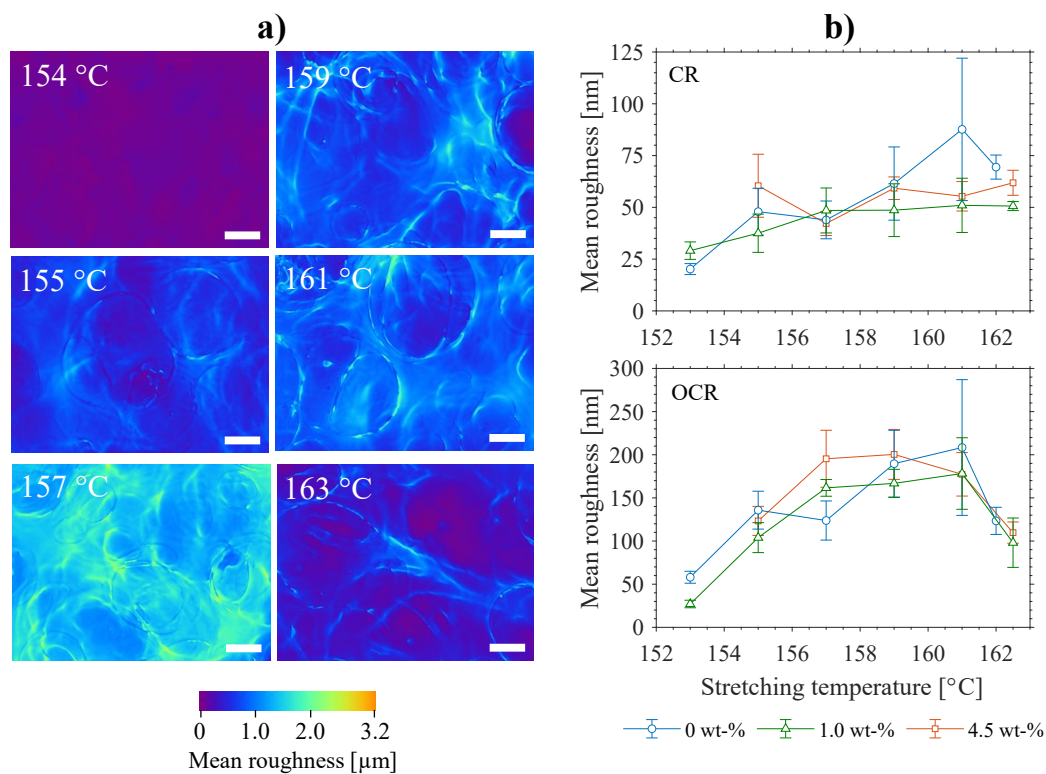 a)
154 °C
159 °C
155 °C
161 °C
157 °C
163 °C
0 1.0 2.0 3.2
Mean roughness [µm]
b)
CR
Mean roughness [nm]
125
100
75
50
25
0
152 154 156 158 160 162
OCR
Mean roughness [nm]
300
250
200
150
100
50
0
152 154 156 158 160 162
Stretching temperature [°C]
0 wt-% 1.0 wt-% 4.5 wt-%